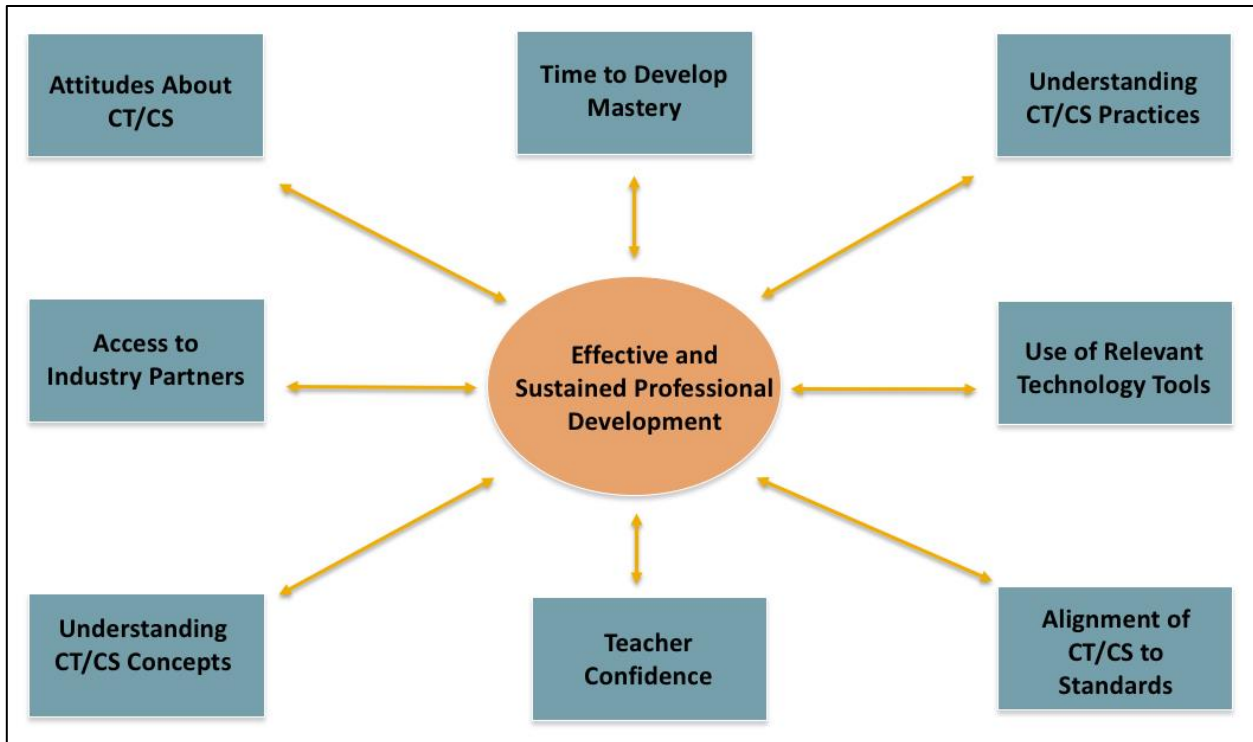 Attitudes About
CT/CS
Time to Develop
Mastery
Understanding
CT/CS Practices
Access to
Industry Partners
Effective and
Sustained Professional
Development
Use of Relevant
Technology Tools
Understanding
CT/CS Concepts
Teacher
Confidence
Alignment of
CT/CS to
Standards